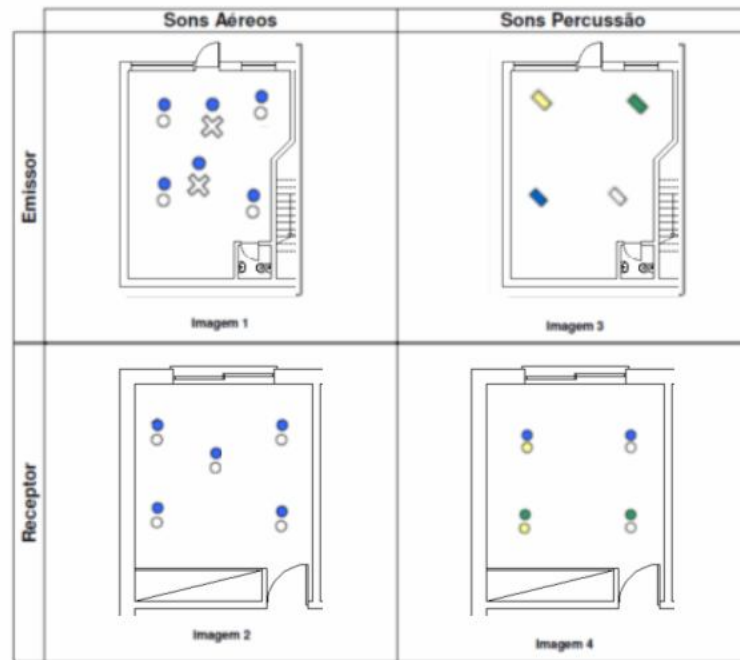 Sons Aéreos
Sons Percussão
Emissor
Imagem 1
Imagem 3
Receptor
Imagem 2
Imagem 4